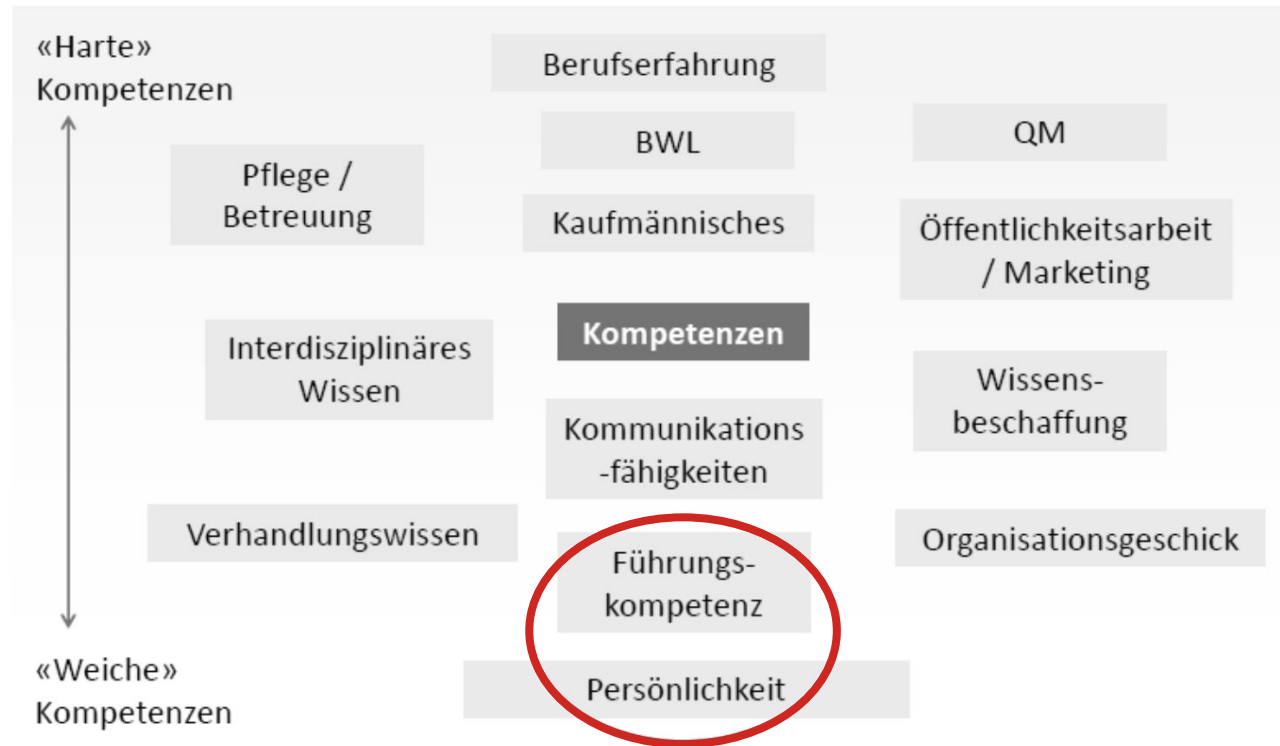 «Harte»
Kompetenzen
Berufserfahrung
BWL
QM
Pflege /
Betreuung
Kaufmännisches
Öffentlichkeitsarbeit
/ Marketing
Kompetenzen
Interdisziplinäres
Wissen
Wissens-
beschaffung
Kommunikations
-fähigkeiten
Verhandlungswissen
Organisationsgeschick
Führungs-
kompetenz
«Weiche»
Kompetenzen
Persönlichkeit